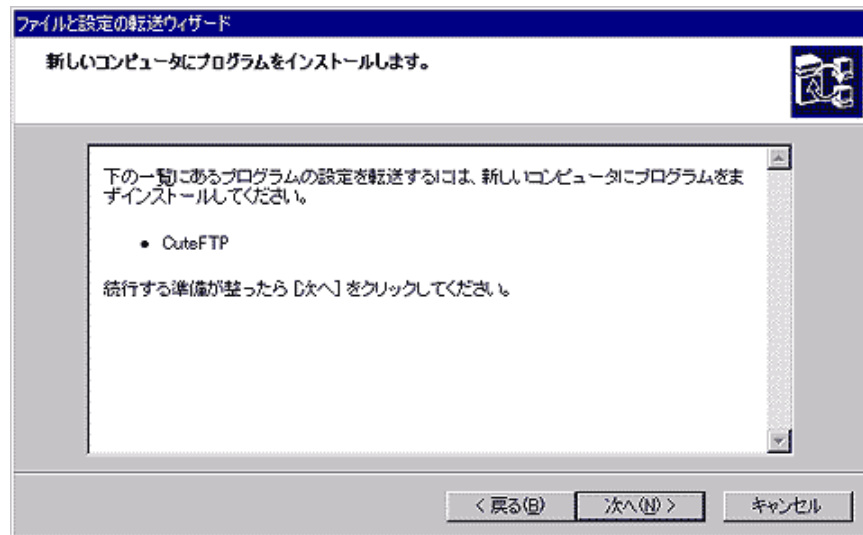 ファイルと設定の転送ウィザード
新しいコンピュータにプログラムをインストールします。
下の一覧にあるプログラムの設定を転送するには、新しいコンピュータにプログラムをま
ずインストールしてください。
● CuteFTP
続行する準備が整ったら [次へ] をクリックしてください。
< 戻る(B)
次へ(N) >
キャンセル